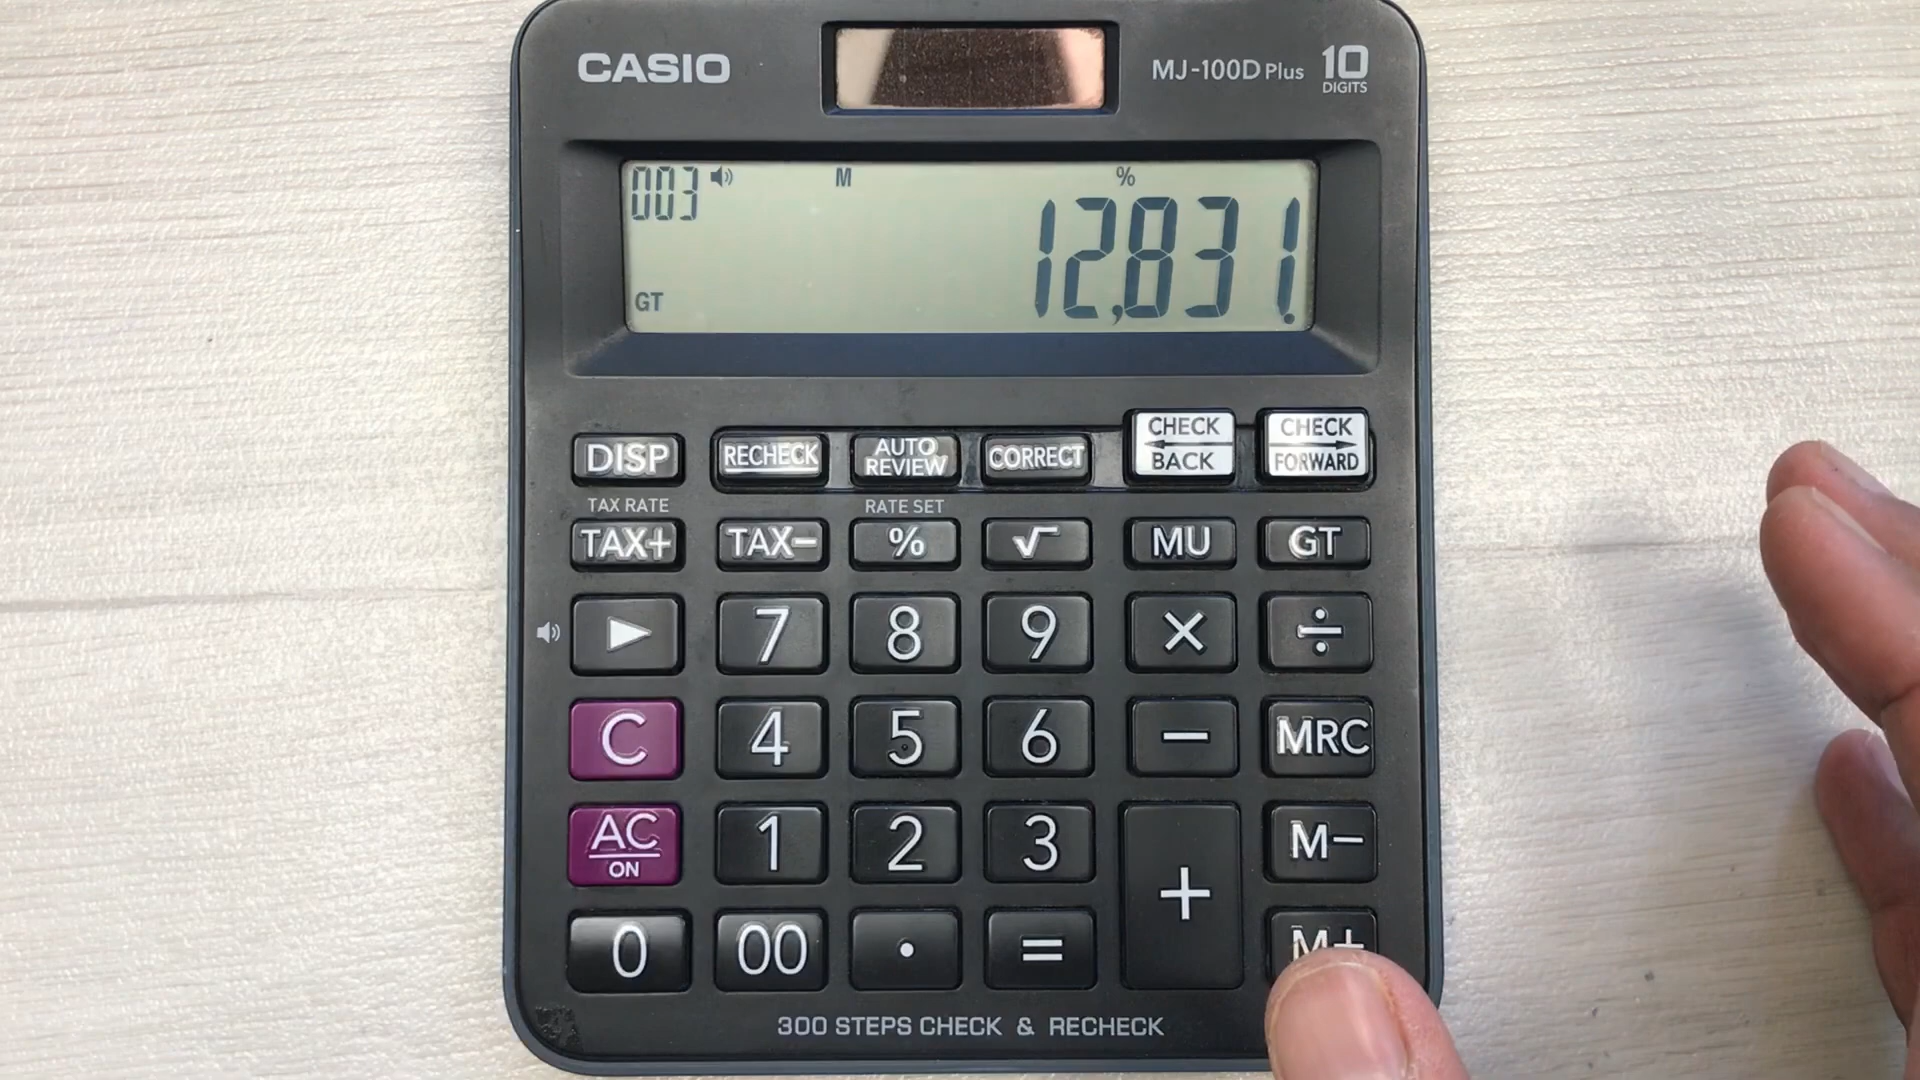 CASIO MJ-100D Plus 10 DIGITS
003 M %
12,831.
GT
DISP RECHECK AUTO REVIEW CORRECT CHECK BACK CHECK FORWARD
TAX RATE RATE SET
TAX+ TAX− % √ MU GT
7 8 9 × ÷
C 4 5 6 − MRC
AC ON 1 2 3 + M−
0 00 . = M+
300 STEPS CHECK & RECHECK